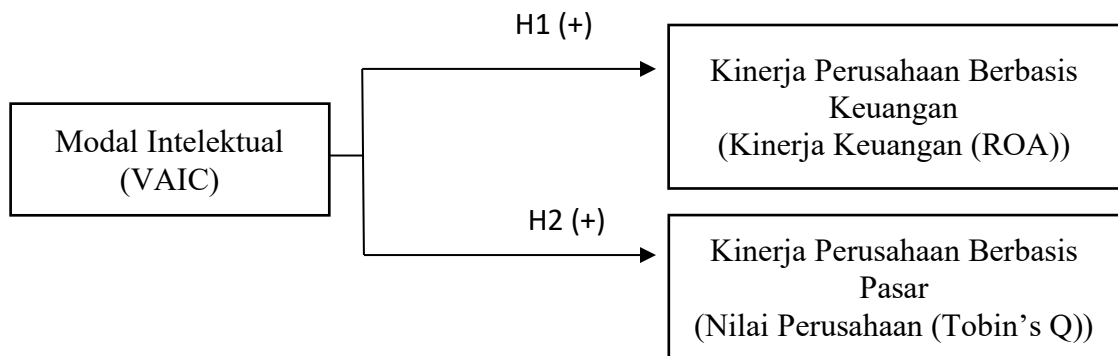 H1 (+)
Kinerja Perusahaan Berbasis
Keuangan
(Kinerja Keuangan (ROA))
Modal Intelektual
(VAIC)
H2 (+)
Kinerja Perusahaan Berbasis
Pasar
(Nilai Perusahaan (Tobin’s Q))